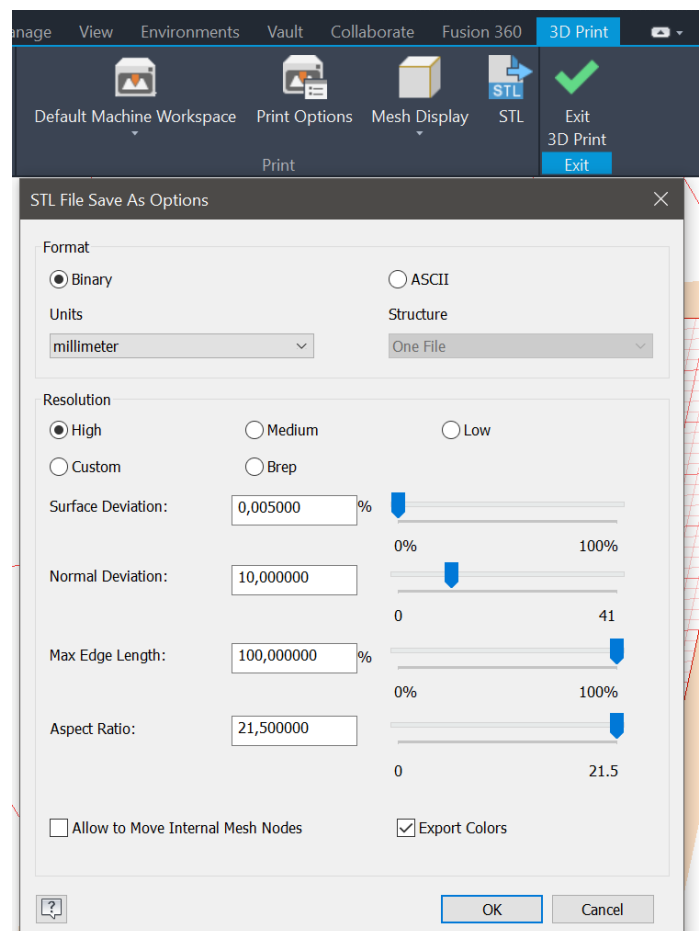 nage View Environments Vault Collaborate Fusion 360 3D Print
STL
Default Machine Workspace Print Options Mesh Display STL Exit
3D Print
Print Exit
STL File Save As Options
Format
Binary ASCII
Units Structure
millimeter One File
Resolution
High Medium Low
Custom Brep
Surface Deviation: 0,005000 %
0% 100%
Normal Deviation: 10,000000
0 41
Max Edge Length: 100,000000 %
0% 100%
Aspect Ratio: 21,500000
0 21.5
Allow to Move Internal Mesh Nodes Export Colors
? OK Cancel